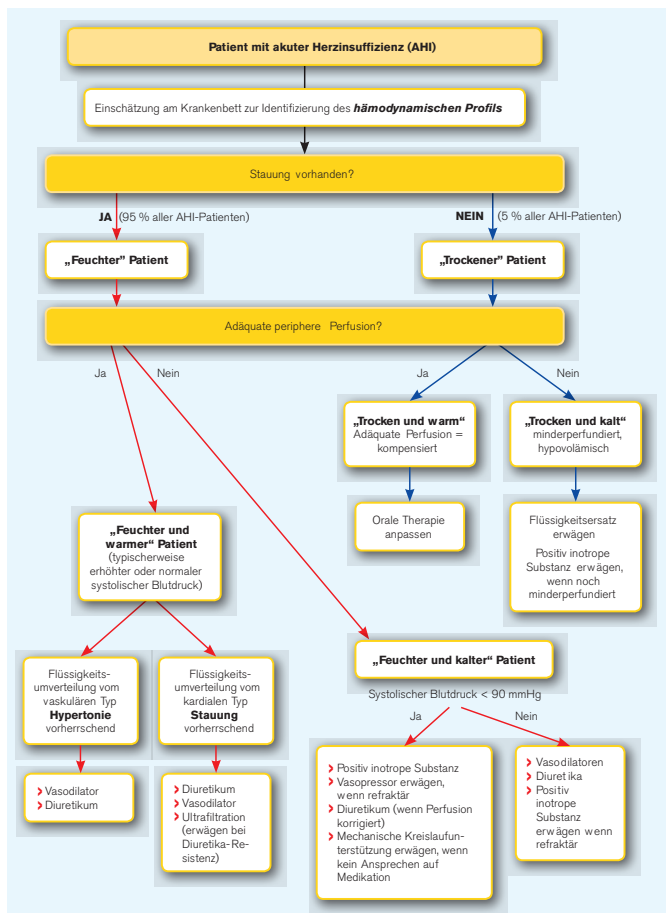 Patient mit akuter Herzinsuffizienz (AHI)
Einschätzung am Krankenbett zur Identifizierung des hämodynamischen Profils
Stauung vorhanden?
JA (95 % aller AHI-Patienten)
NEIN (5 % aller AHI-Patienten)
„Feuchter” Patient
„Trockener” Patient
Adäquate periphere Perfusion?
Ja
Nein
Ja
Nein
„Trocken und warm“
Adäquate Perfusion =
kompensiert
„Trocken und kalt“
minderperfundiert,
hypovolämisch
Orale Therapie
anpassen
Flüssigkeitsersatz
erwägen
Positiv inotrope
Substanz erwägen,
wenn noch
minderperfundiert
„Feuchter und
warmer“ Patient
(typischerweise
erhöhter oder normaler
systolischer Blutdruck)
Flüssigkeits-
umverteilung vom
vaskulären Typ
Hypertonie
vorherrschend
Flüssigkeits-
umverteilung vom
kardialen Typ
Stauung
vorherrschend
Vasodilator
Diuretikum
Diuretikum
Vasodilator
Ultrafiltration
(erwägen bei
Diuretika-Re-
sistenz)
„Feuchter und kalter“ Patient
Systolischer Blutdruck < 90 mmHg
Ja
Nein
Positiv inotrope Substanz
Vasopressor erwägen,
wenn refraktär
Diuretikum (wenn Perfusion
korrigiert)
Mechanische Kreislaufun-
terstützung erwägen, wenn
kein Ansprechen auf
Medikation
Vasodilatoren
Diuretika
Positiv
inotrope
Substanz
erwägen wenn
refraktär